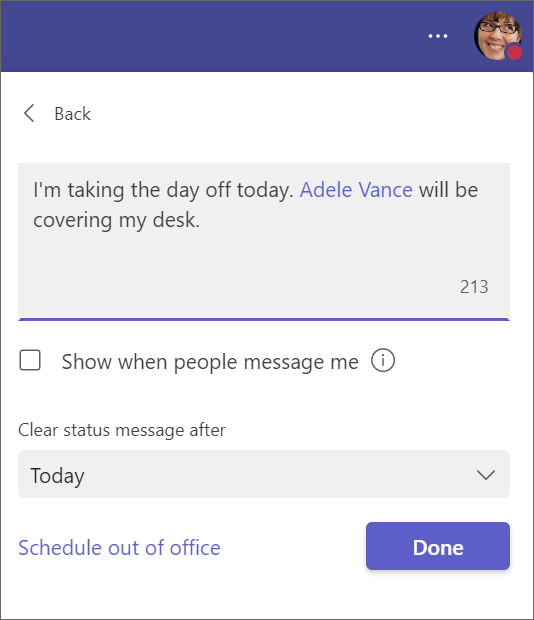 Back
I'm taking the day off today. Adele Vance will be
covering my desk.
213
Show when people message me
Clear status message after
Today
Schedule out of office
Done